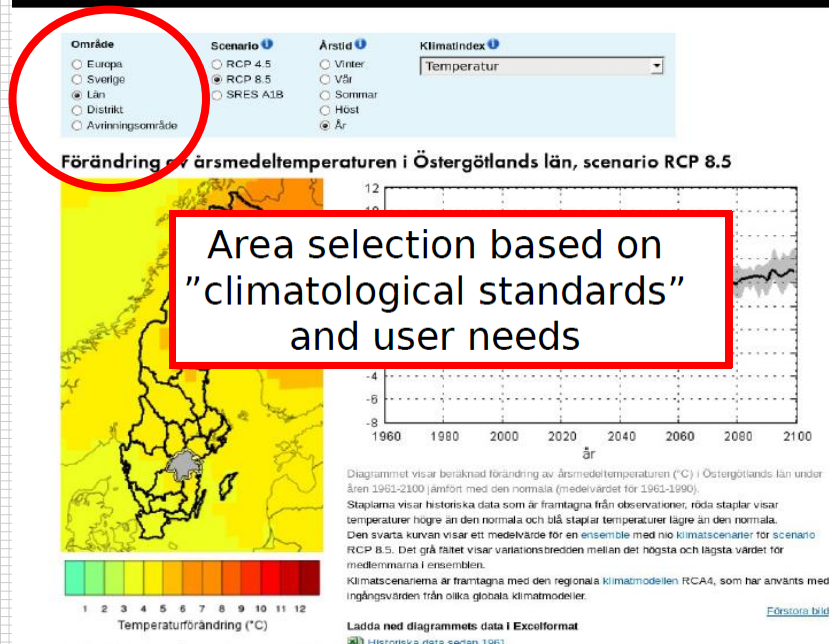 Område
Scenario
Årstid
Klimatindex
Europa
RCP 4.5
Vinter
Temperatur
Sverige
RCP 8.5
Vår
Län
SRES A1B
Sommar
Distrikt
Höst
Avrinningsområde
År
Förändring av årsmedeltemperaturen i Östergötlands län, scenario RCP 8.5
12
10
Area selection based on
”climatological standards”
and user needs
-4
-6
-8
1960 1980 2000 2020 2040 2060 2080 2100
år
Diagrammet visar beräknad förändring av årsmedeltemperaturen (°C) i Östergötlands län under
åren 1961-2100 jämfört med den normala (medelvärdet för 1961-1990).
Staplarna visar historiska data som är framtagna från observationer, röda staplar visar
temperaturer högre än den normala och blå staplar temperaturer lägre än den normala.
Den svarta kurvan visar ett medelvärde för en ensemble med nio klimatscenarier för scenario
RCP 8.5. Det grå fältet visar variationsbredden mellan det högsta och lägsta värdet för
medlemmarna i ensemblen.
Klimatscenarierna är framtagna med den regionala klimatmodellen RCA4, som har använts med
ingångsvärden från olika globala klimatmodeller.
Förstora bild
1 2 3 4 5 6 7 8 9 10 11 12
Temperaturförändring (°C)
Ladda ned diagrammets data i Excelformat
Historiska data sedan 1961